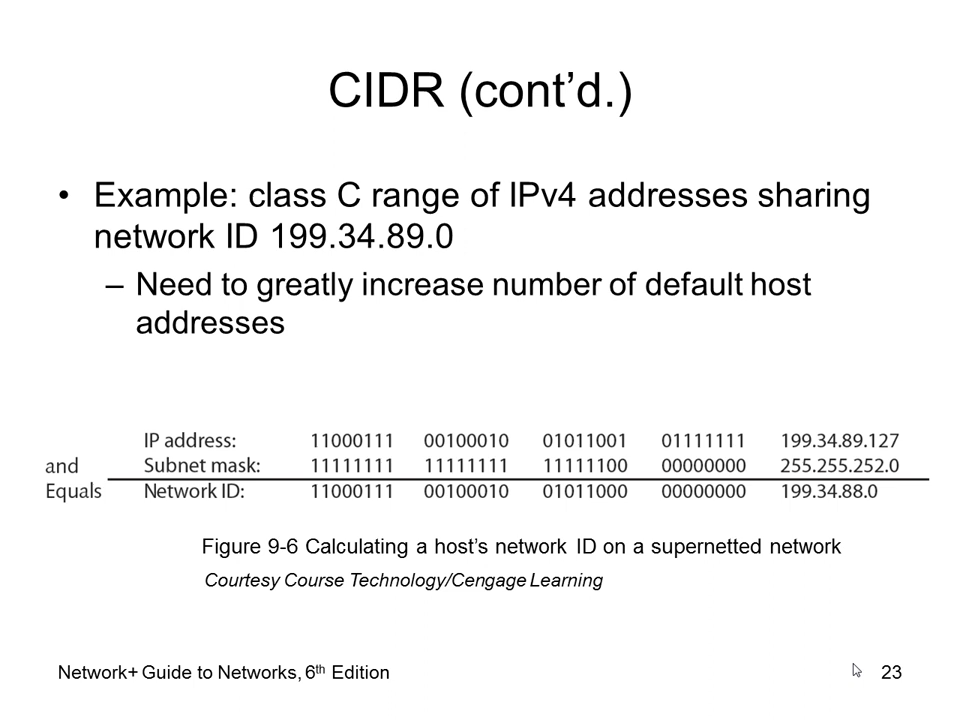 CIDR (cont’d.)
• Example: class C range of IPv4 addresses sharing
network ID 199.34.89.0
– Need to greatly increase number of default host
addresses
IP address: 11000111 00100010 01011001 01111111 199.34.89.127
and Subnet mask: 11111111 11111111 11111100 00000000 255.255.252.0
Equals Network ID: 11000111 00100010 01011000 00000000 199.34.88.0
Figure 9-6 Calculating a host’s network ID on a supernetted network
Courtesy Course Technology/Cengage Learning
Network+ Guide to Networks, 6th Edition 23